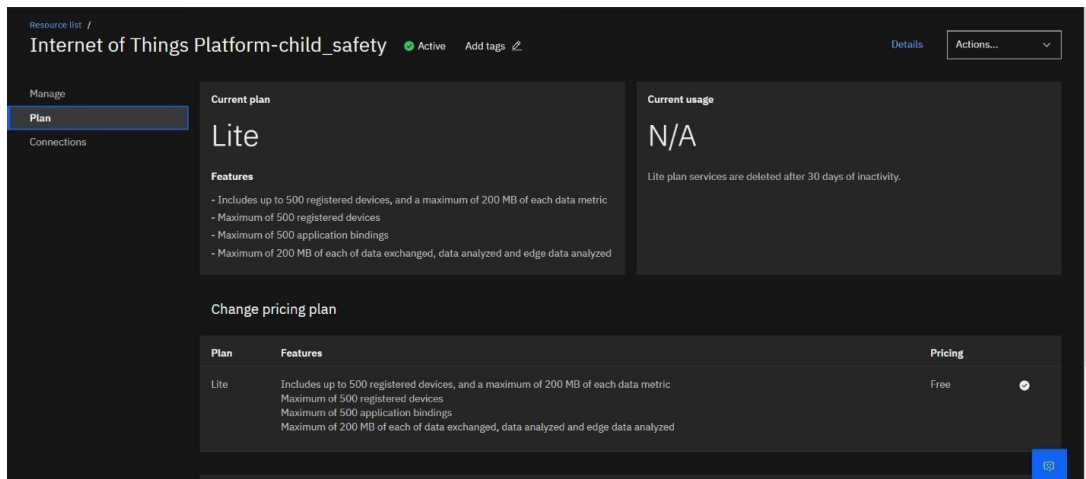 Resource list /
Internet of Things Platform-child_safety Active Add tags Details Actions...
Manage
Plan
Connections
Current plan
Lite
Features
- Includes up to 500 registered devices, and a maximum of 200 MB of each data metric
- Maximum of 500 registered devices
- Maximum of 500 application bindings
- Maximum of 200 MB of each of data exchanged, data analyzed and edge data analyzed
Current usage
N/A
Lite plan services are deleted after 30 days of inactivity.
Change pricing plan
Plan Features Pricing
Lite Includes up to 500 registered devices, and a maximum of 200 MB of each data metric Free
Maximum of 500 registered devices
Maximum of 500 application bindings
Maximum of 200 MB of each of data exchanged, data analyzed and edge data analyzed